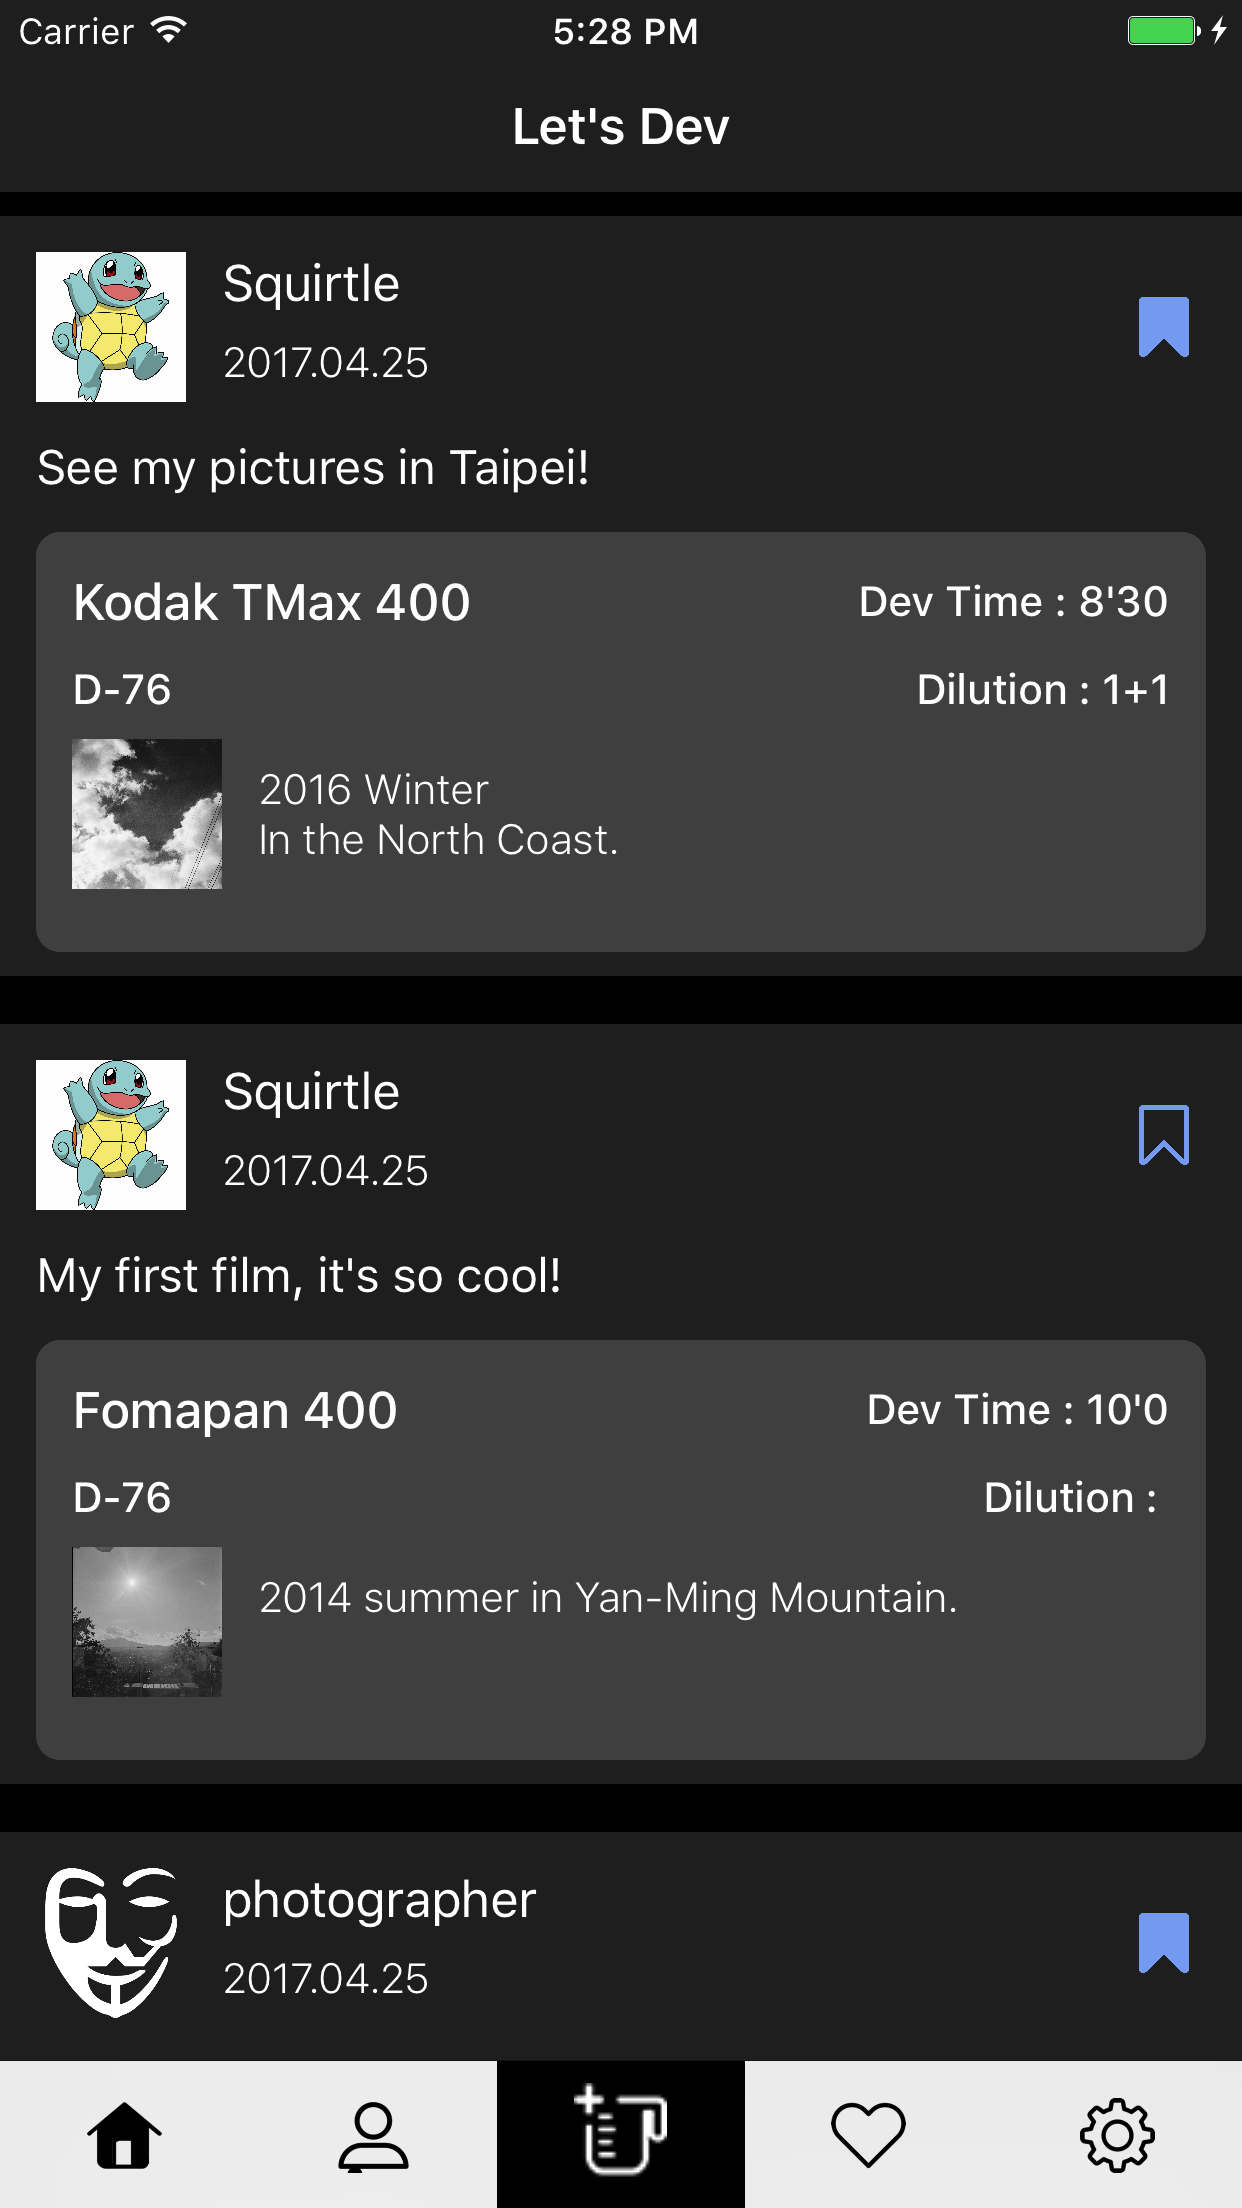 Carrier
5:28 PM
Let's Dev
Squirtle
2017.04.25
See my pictures in Taipei!
Kodak TMax 400
Dev Time : 8'30
D-76
Dilution : 1+1
2016 Winter
In the North Coast.
Squirtle
2017.04.25
My first film, it's so cool!
Fomapan 400
Dev Time : 10'0
D-76
Dilution :
2014 summer in Yan-Ming Mountain.
photographer
2017.04.25